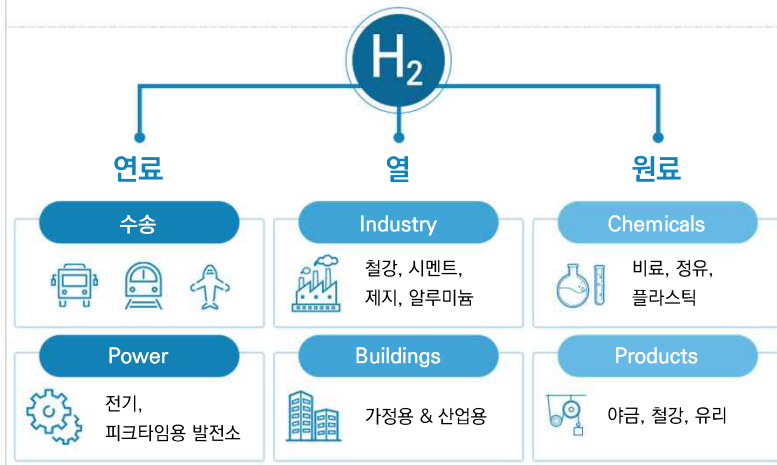 H₂
연료
열
원료
수송
Industry
철강, 시멘트,
제지, 알루미늄
Chemicals
비료, 정유,
플라스틱
Power
전기,
피크타임용 발전소
Buildings
가정용 & 산업용
Products
야금, 철강, 유리